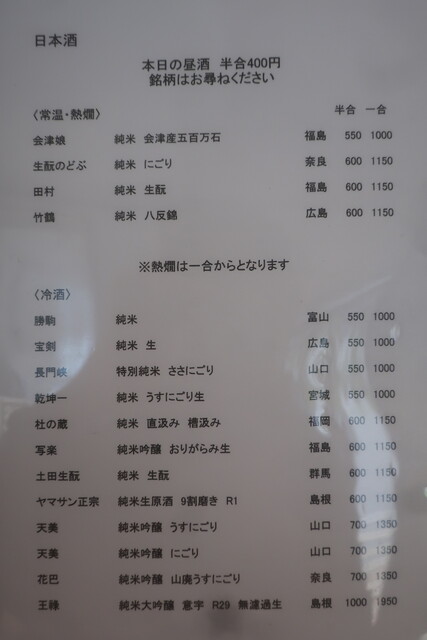 日本酒
本日の昼酒 半合400円
銘柄はお尋ねください
〈常温・熱燗〉 半合 一合
会津娘 純米 会津産五百万石 福島 550 1000
生酛のどぶ 純米 にごり 奈良 600 1150
田村 純米 生酛 福島 600 1150
竹鶴 純米 八反錦 広島 600 1150
※熱燗は一合からとなります
〈冷酒〉
勝駒 純米 富山 550 1000
宝剣 純米 生 広島 550 1000
長門峡 特別純米 ささにごり 山口 550 1000
乾坤一 純米 うすにごり生 宮城 550 1000
杜の蔵 純米 直汲み 槽汲み 福岡 600 1150
写楽 純米吟醸 おりがらみ生 福島 600 1150
土田生酛 純米 生酛 群馬 600 1150
ヤマサン正宗 純米生原酒 9割磨き R1 島根 600 1150
天美 純米吟醸 うすにごり 山口 700 1350
天美 純米吟醸 にごり 山口 700 1350
花巴 純米吟醸 山廃うすにごり 奈良 700 1350
王祿 純米大吟醸 意宇 R29 無濾過生 島根 1000 1950